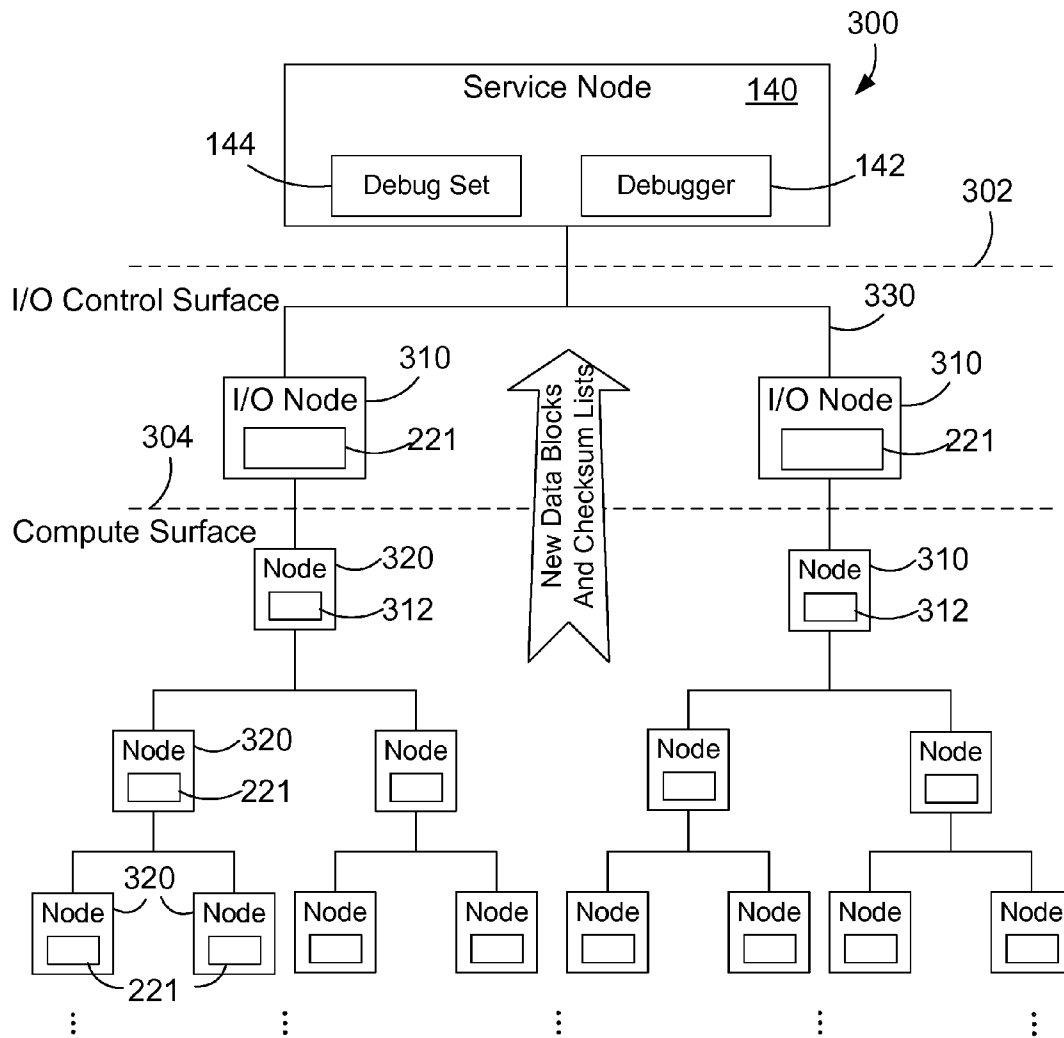 300
Service Node 140
144
Debug Set
Debugger
142
302
I/O Control Surface
330
310
I/O Node
221
310
I/O Node
221
New Data Blocks
And Checksum Lists
304
Compute Surface
Node
320
312
Node
310
312
Node
320
221
Node
Node
Node
Node
320
Node
221
Node
Node
Node
Node
Node
Node
⋮ ⋮ ⋮ ⋮ ⋮